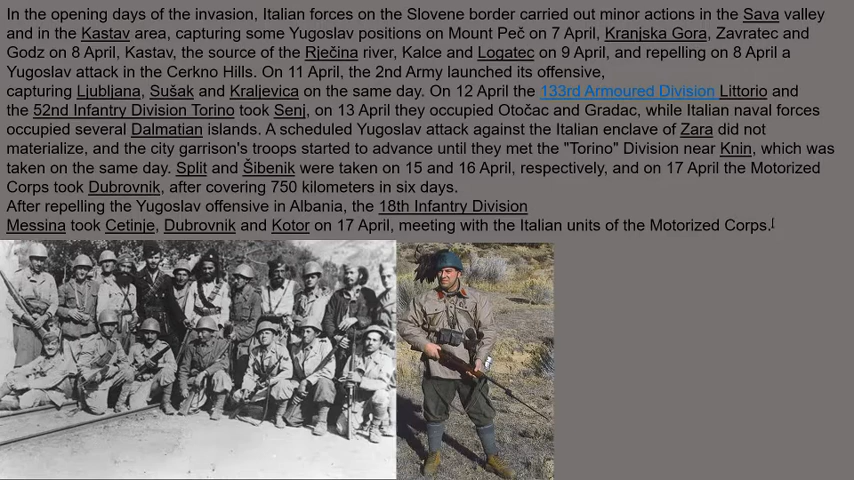 In the opening days of the invasion, Italian forces on the Slovene border carried out minor actions in the Sava valley
and in the Kastav area, capturing some Yugoslav positions on Mount Peč on 7 April, Kranjska Gora, Zavratec and
Godz on 8 April, Kastav, the source of the Rječina river, Kalce and Logatec on 9 April, and repelling on 8 April a
Yugoslav attack in the Cerkno Hills. On 11 April, the 2nd Army launched its offensive,
capturing Ljubljana, Sušak and Kraljevica on the same day. On 12 April the 133rd Armoured Division Littorio and
the 52nd Infantry Division Torino took Senj, on 13 April they occupied Otočac and Gradac, while Italian naval forces
occupied several Dalmatian islands. A scheduled Yugoslav attack against the Italian enclave of Zara did not
materialize, and the city garrison's troops started to advance until they met the "Torino" Division near Knin, which was
taken on the same day. Split and Šibenik were taken on 15 and 16 April, respectively, and on 17 April the Motorized
Corps took Dubrovnik, after covering 750 kilometers in six days.
After repelling the Yugoslav offensive in Albania, the 18th Infantry Division
Messina took Cetinje, Dubrovnik and Kotor on 17 April, meeting with the Italian units of the Motorized Corps.[